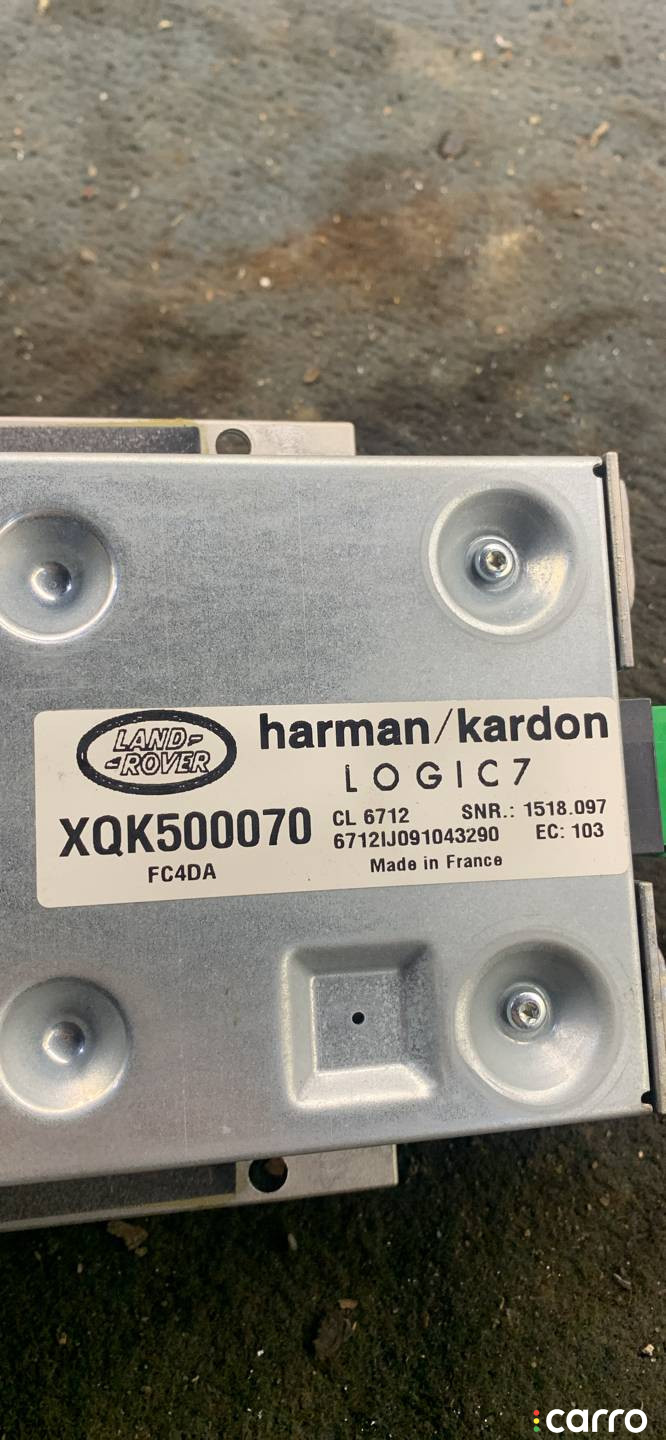 LAND-
-ROVER
harman/kardon
LOGIC7
XQK500070
FC4DA
CL 6712 SNR.: 1518.097
6712IJ091043290 EC: 103
Made in France
carro